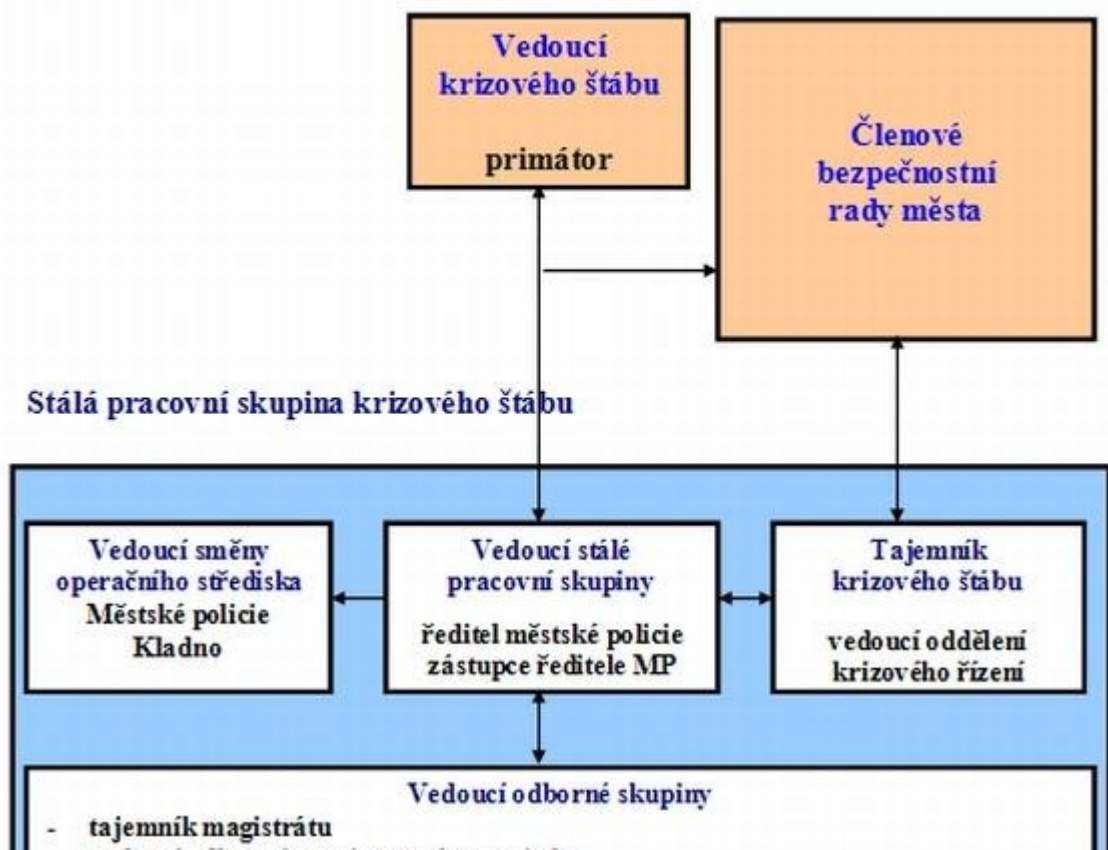 Vedoucí
krizového štábu
primátor
Členové
bezpečnostní
rady města
Stálá pracovní skupina krizového štábu
Vedoucí směny
operačního střediska
Městské policie
Kladno
Vedoucí stálé
pracovní skupiny
ředitel městské policie
zástupce ředitele MP
Tajemník
krizového štábu
vedoucí oddělení
krizového řízení
Vedoucí odborné skupiny
- tajemník magistrátu